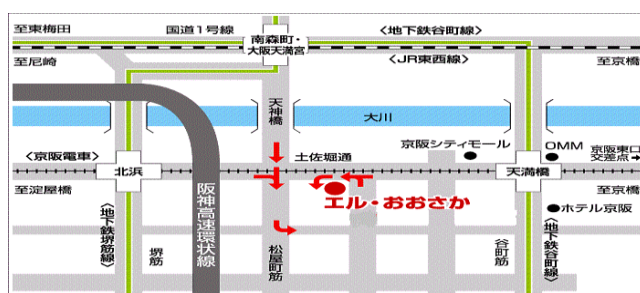 至東梅田
国道1号線
南森町・
大阪天満宮
〈地下鉄谷町線〉
至尼崎
〈JR東西線〉
至京橋
天神橋
大川
〈京阪電車〉
北浜
土佐堀通
京阪シティモール
天満橋
OMM
京阪東口
交差点→
至淀屋橋
至京橋
エル・おおさか
ホテル京阪
阪神高速環状線
〈地下鉄堺筋線〉
堺筋
松屋町筋
谷町筋
〈地下鉄谷町線〉